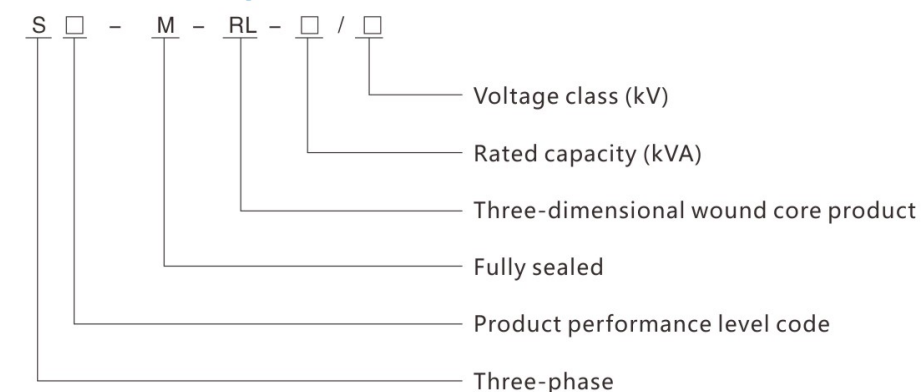 S □ - M - RL - □ / □
Voltage class (kV)
Rated capacity (kVA)
Three-dimensional wound core product
Fully sealed
Product performance level code
Three-phase